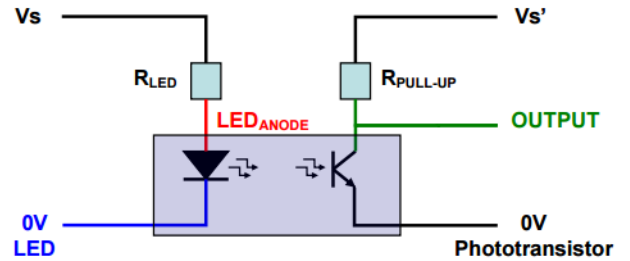 Vs
Vs'
RLED
RPULL-UP
LEDANODE
OUTPUT
0V
LED
0V
Phototransistor